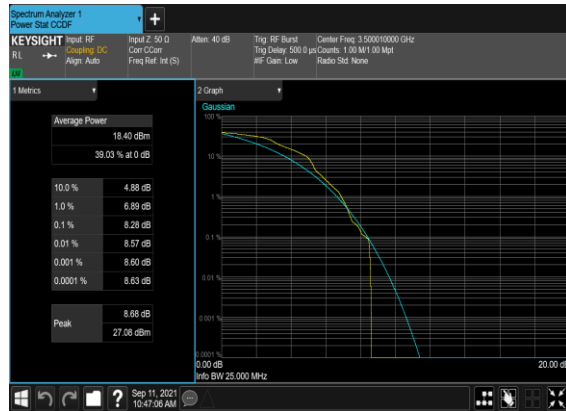 Spectrum Analyzer 1
Power Stat CCDF
+
KEYSIGHT
RL
Input: RF
Coupling: DC
Align: Auto
Input Z: 50 Ω
Corr CCorr
Freq Ref: Int (S)
Atten: 40 dB
Trig: RF Burst
Trig Delay: 500.0 µs
#IF Gain: Low
Center Freq: 3.500010000 GHz
Counts: 1.00 M/1.00 Mpt
Radio Std: None
1 Metrics
Average Power
18.40 dBm
39.03 % at 0 dB
10.0 % 4.88 dB
1.0 % 6.89 dB
0.1 % 8.28 dB
0.01 % 8.57 dB
0.001 % 8.60 dB
0.0001 % 8.63 dB
Peak
8.68 dB
27.08 dBm
2 Graph
Gaussian
100 %
10 %
1 %
0.1 %
0.01 %
0.001 %
0.0001 %
0.00 dB
20.00 dB
Info BW 25.000 MHz
?
Sep 11, 2021
10:47:06 AM